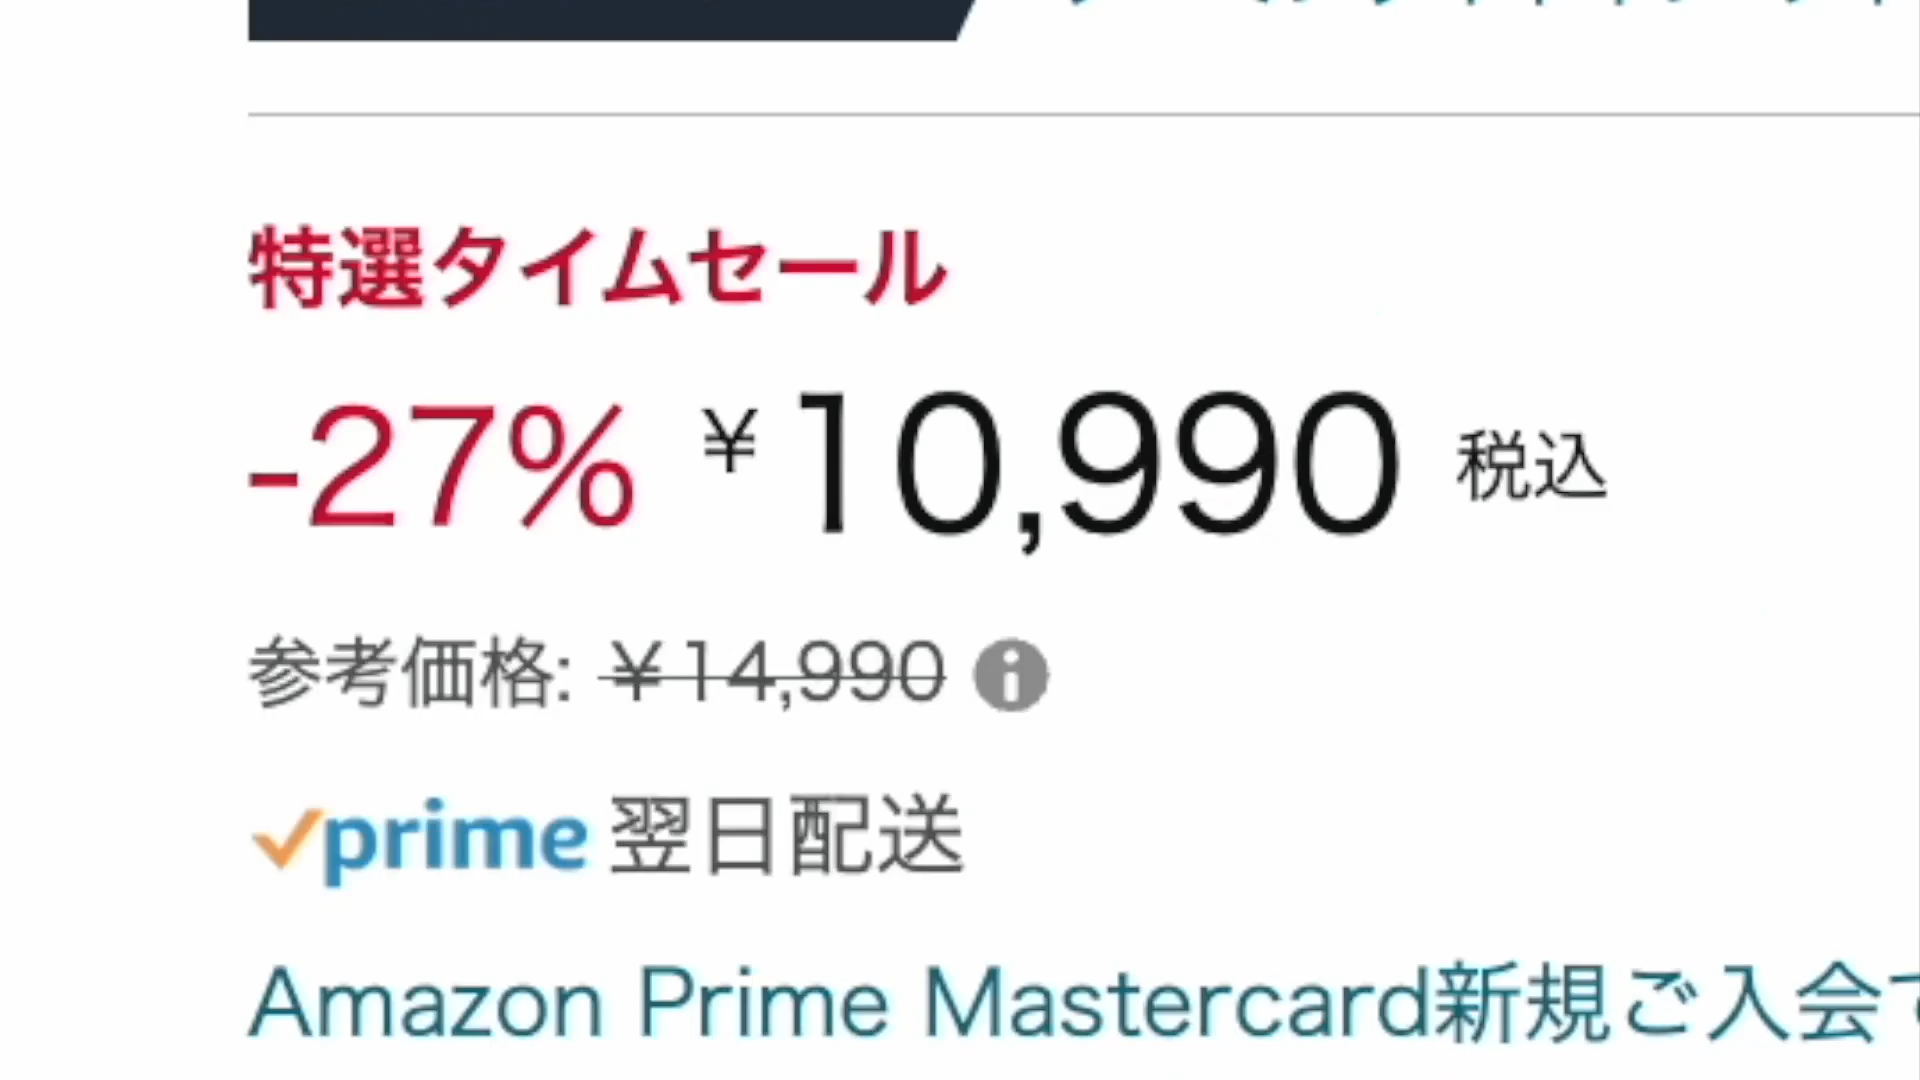 特選タイムセール
-27% ¥10,990 税込
参考価格: ¥14,990
prime 翌日配送
Amazon Prime Mastercard新規ご入会で